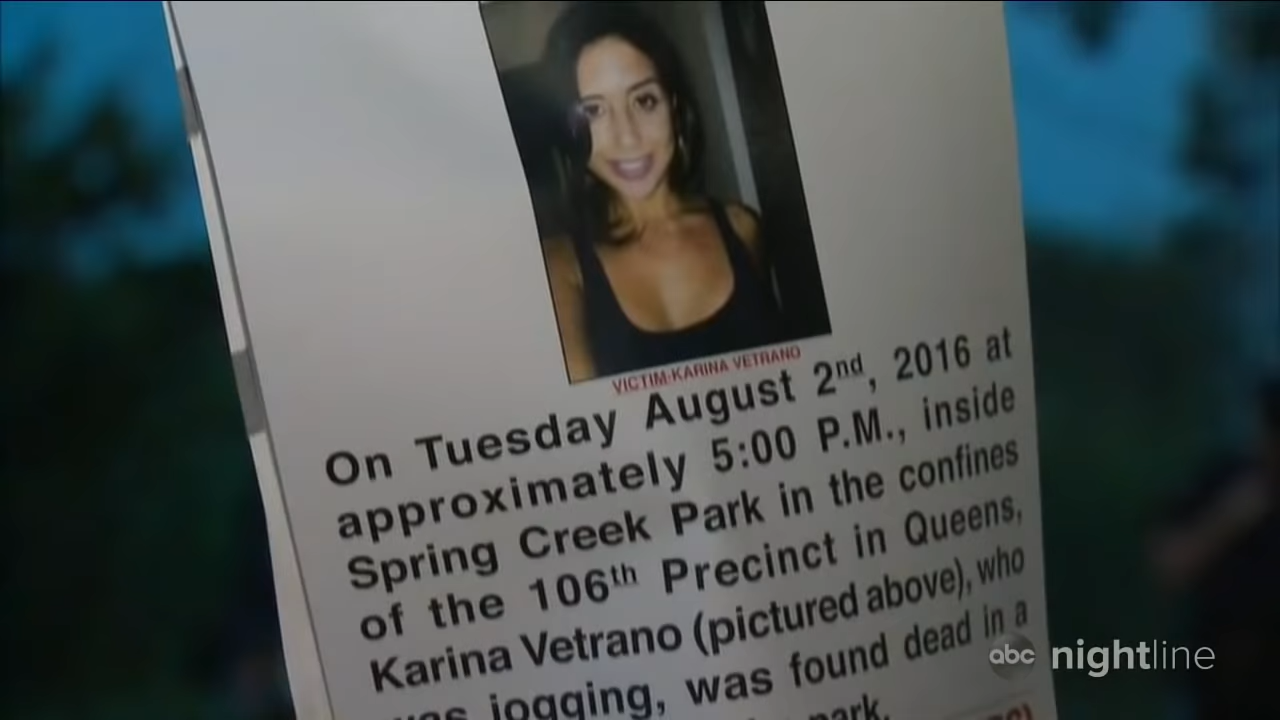 VICTIM-KARINA VETRANO
On Tuesday August 2nd, 2016 at
approximately 5:00 P.M., inside
Spring Creek Park in the confines
of the 106th Precinct in Queens,
Karina Vetrano (pictured above), who
was jogging, was found dead in a
park.
abc nightline